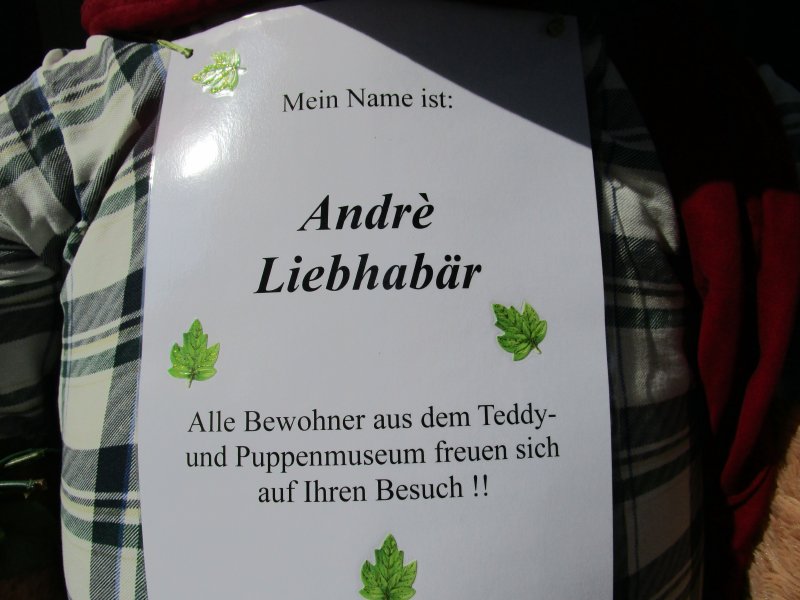 Mein Name ist:
Andrè
Liebhabär
Alle Bewohner aus dem Teddy-
und Puppenmuseum freuen sich
auf Ihren Besuch !!